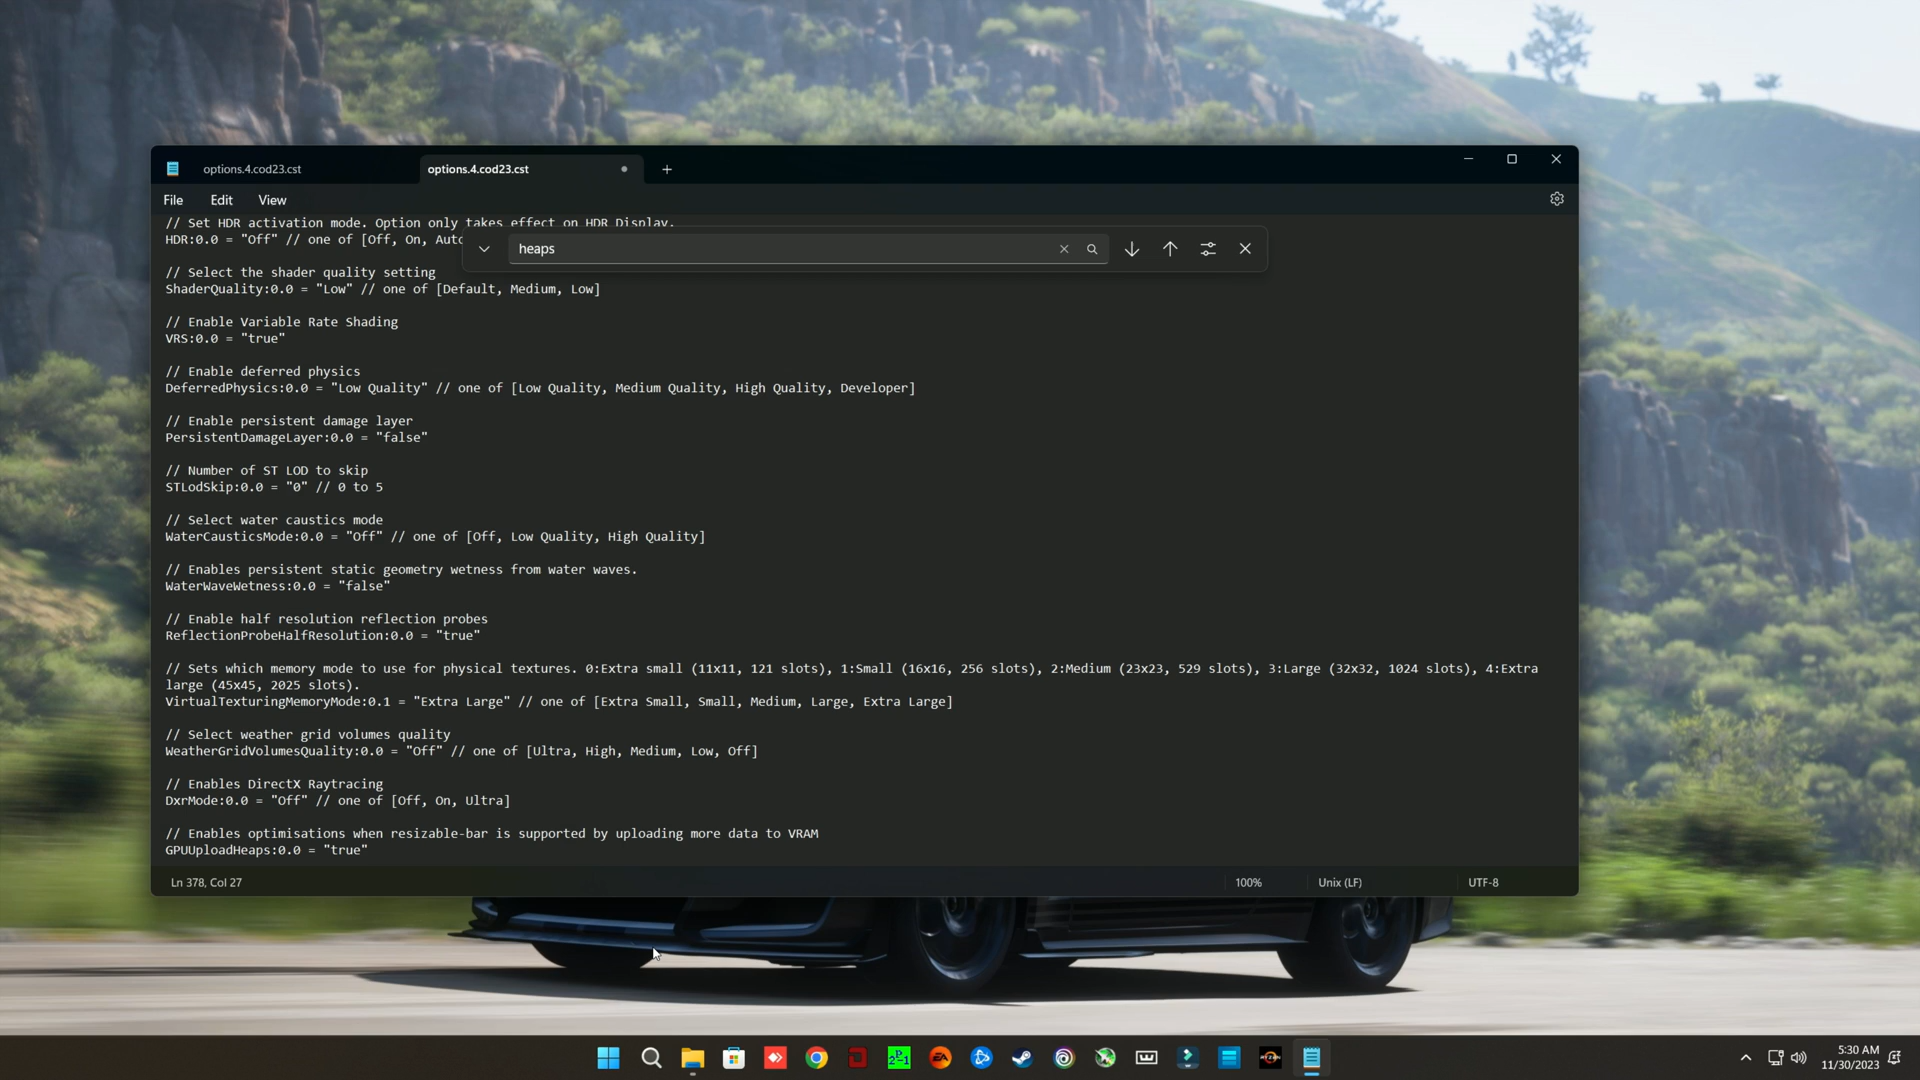 options.4.cod23.cst
options.4.cod23.cst
File Edit View
// Set HDR activation mode. Option only takes effect on HDR Display.
HDR:0.0 = "Off" // one of [Off, On, Auto
heaps
// Select the shader quality setting
ShaderQuality:0.0 = "Low" // one of [Default, Medium, Low]
// Enable Variable Rate Shading
VRS:0.0 = "true"
// Enable deferred physics
DeferredPhysics:0.0 = "Low Quality" // one of [Low Quality, Medium Quality, High Quality, Developer]
// Enable persistent damage layer
PersistentDamageLayer:0.0 = "false"
// Number of ST LOD to skip
STLodSkip:0.0 = "0" // 0 to 5
// Select water caustics mode
WaterCausticsMode:0.0 = "Off" // one of [Off, Low Quality, High Quality]
// Enables persistent static geometry wetness from water waves.
WaterWaveWetness:0.0 = "false"
// Enable half resolution reflection probes
ReflectionProbeHalfResolution:0.0 = "true"
// Sets which memory mode to use for physical textures. 0:Extra small (11x11, 121 slots), 1:Small (16x16, 256 slots), 2:Medium (23x23, 529 slots), 3:Large (32x32, 1024 slots), 4:Extra
large (45x45, 2025 slots).
VirtualTexturingMemoryMode:0.1 = "Extra Large" // one of [Extra Small, Small, Medium, Large, Extra Large]
// Select weather grid volumes quality
WeatherGridVolumesQuality:0.0 = "Off" // one of [Ultra, High, Medium, Low, Off]
// Enables DirectX Raytracing
DxrMode:0.0 = "Off" // one of [Off, On, Ultra]
// Enables optimisations when resizable-bar is supported by uploading more data to VRAM
GPUUploadHeaps:0.0 = "true"
Ln 378, Col 27
100%
Unix (LF)
UTF-8
EA
RYZEN
5:30 AM
11/30/2023